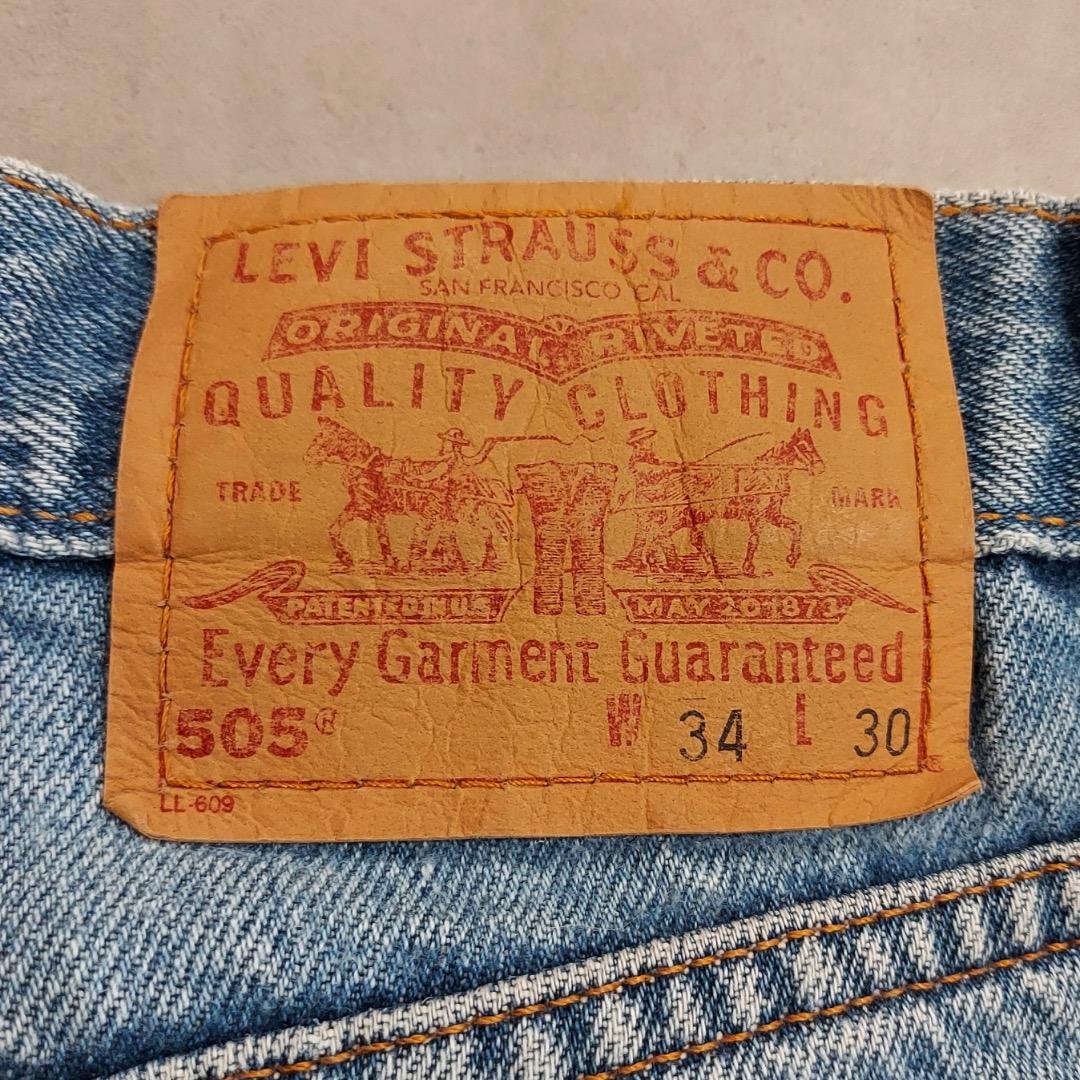 LEVI STRAUSS & CO.
SAN FRANCISCO CAL
ORIGINAL RIVETED
QUALITY CLOTHING
TRADE MARK
PATENTED IN U.S. MAY 20 1873
Every Garment Guaranteed
505® W 34 L 30
®
LL-609